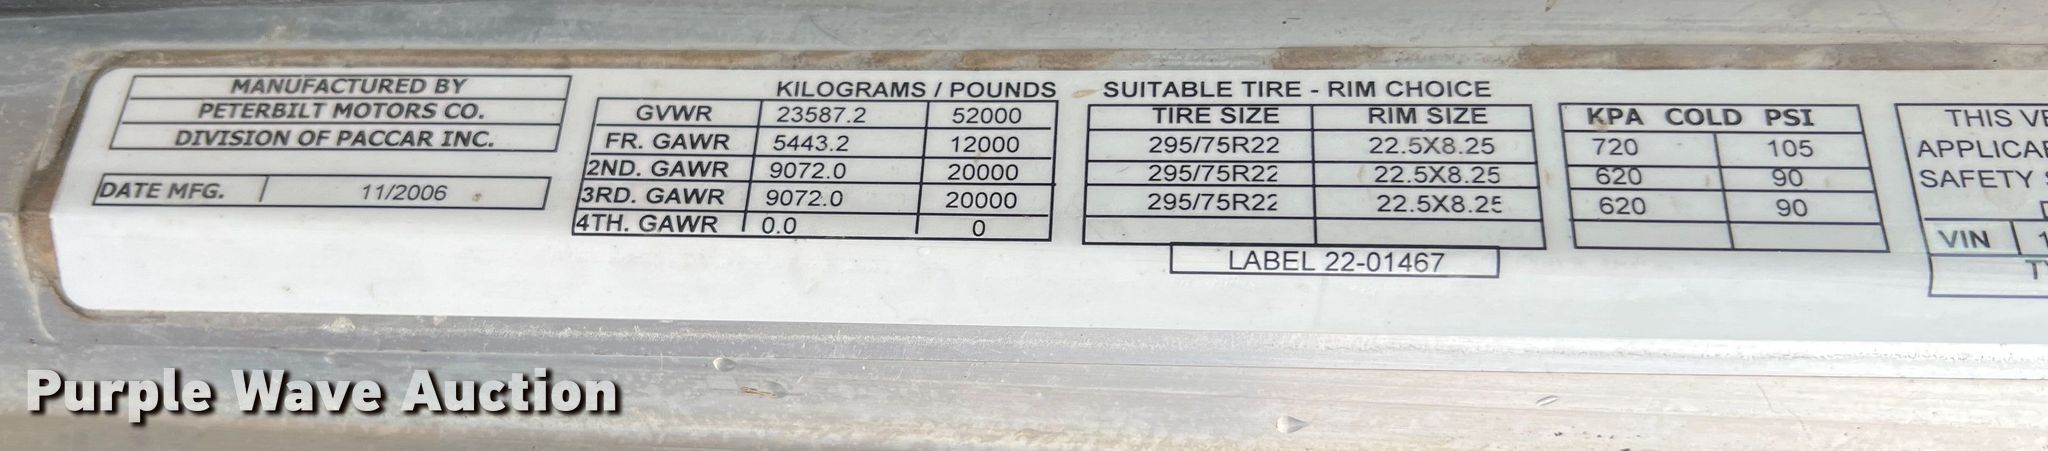 MANUFACTURED BY
PETERBILT MOTORS CO.
DIVISION OF PACCAR INC.
DATE MFG. 11/2006
KILOGRAMS / POUNDS
GVWR 23587.2 52000
FR. GAWR 5443.2 12000
2ND. GAWR 9072.0 20000
3RD. GAWR 9072.0 20000
4TH. GAWR 0.0 0
SUITABLE TIRE - RIM CHOICE
TIRE SIZE RIM SIZE
295/75R22 22.5X8.25
295/75R22 22.5X8.25
295/75R22 22.5X8.25
LABEL 22-01467
KPA COLD PSI
720 105
620 90
620 90
THIS
SAFETY
VIN
Purple Wave Auction